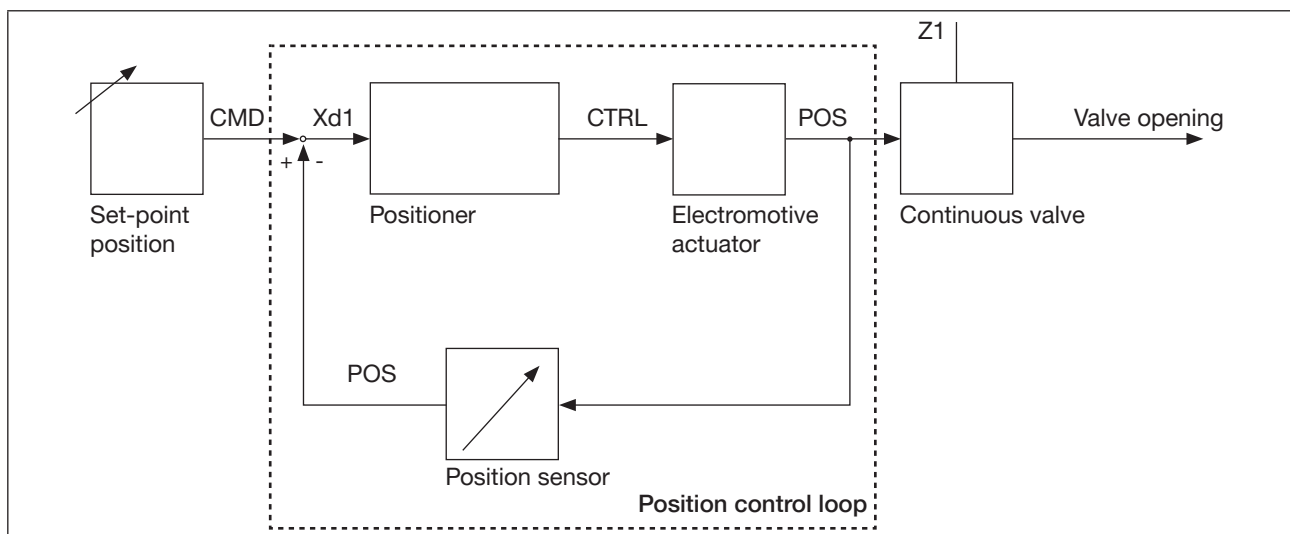 Z1
CMD
Xd1
CTRL
POS
Valve opening
+ -
Set-point
position
Positioner
Electromotive
actuator
Continuous valve
POS
Position sensor
Position control loop